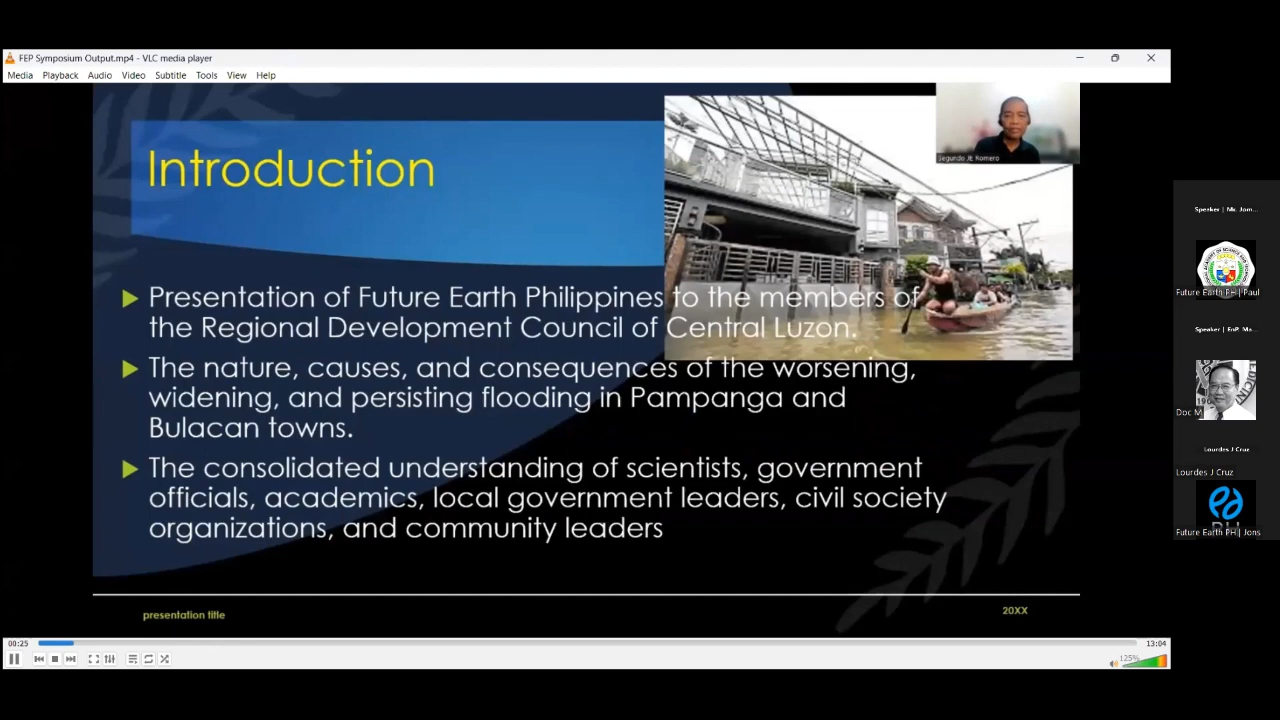 FEP Symposium Output.mp4 - VLC media player
Media Playback Audio Video Subtitle Tools View Help
Introduction
Segundo JE Romero
Presentation of Future Earth Philippines to the members of
the Regional Development Council of Central Luzon.
The nature, causes, and consequences of the worsening,
widening, and persisting flooding in Pampanga and
Bulacan towns.
The consolidated understanding of scientists, government
officials, academics, local government leaders, civil society
organizations, and community leaders
presentation title
20XX
00:25
13:04
125%
Speaker | Mr. Jom...
Future Earth PH | Paul
Speaker | EnP. Ma...
Doc M
Lourdes J Cruz
Lourdes J Cruz
Future Earth PH | Jons